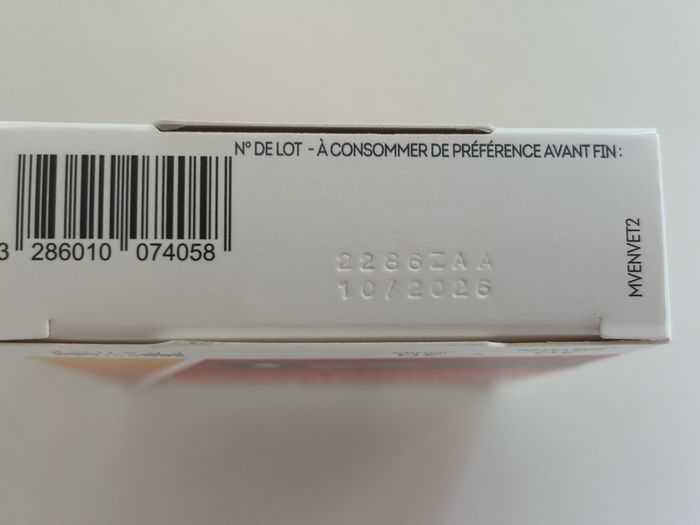 N° DE LOT - À CONSOMMER DE PRÉFÉRENCE AVANT FIN :
3 286010 074058
2286ZAA
10/2026
MVENVET2